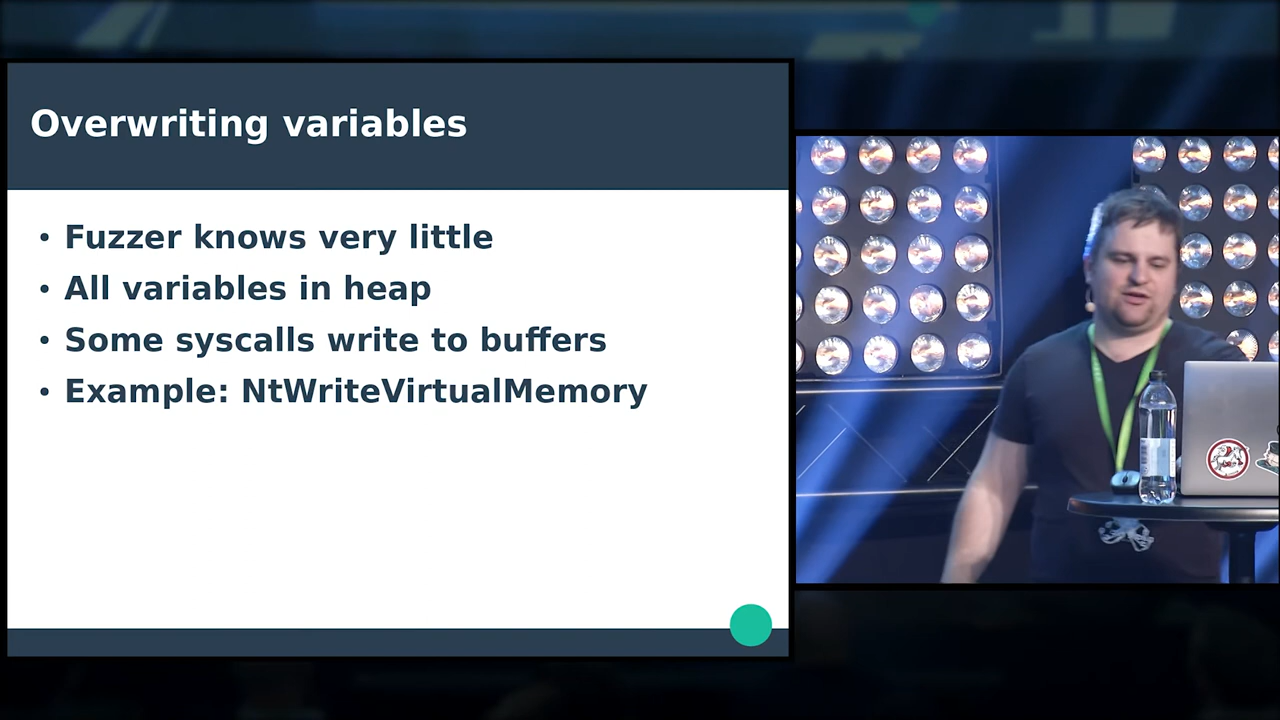 Overwriting variables
• Fuzzer knows very little
• All variables in heap
• Some syscalls write to buffers
• Example: NtWriteVirtualMemory